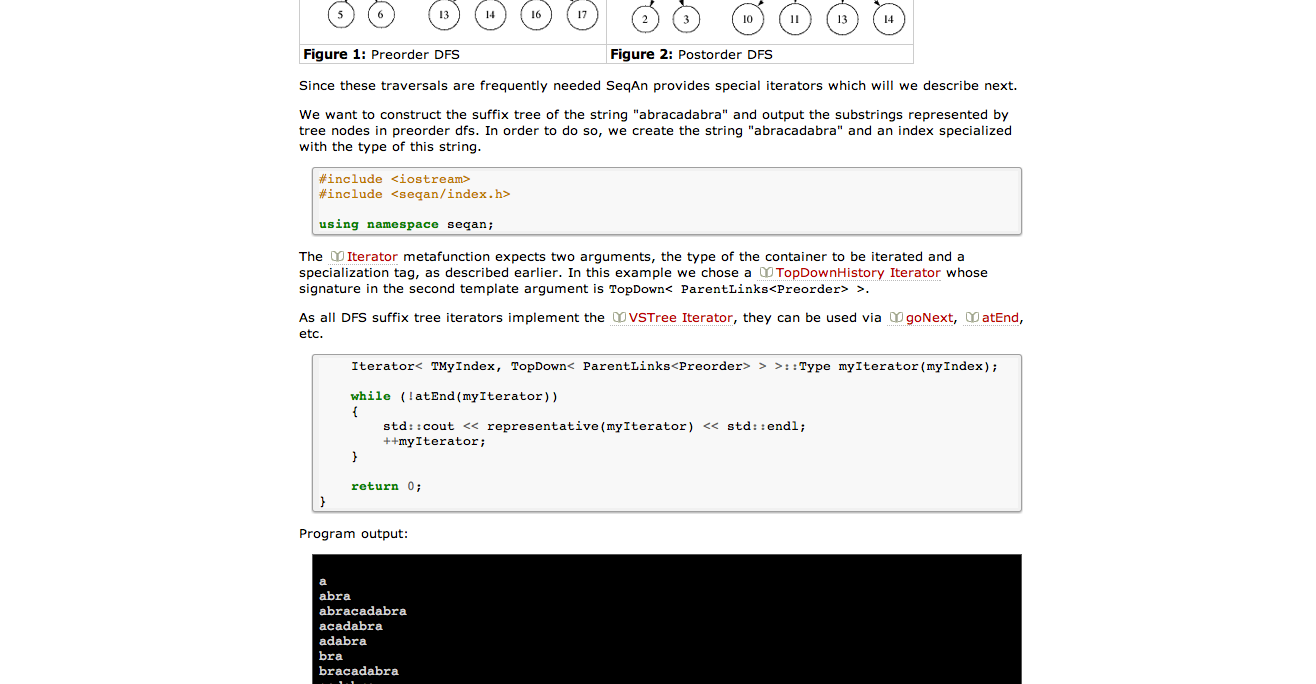 5 6 13 14 16 17 2 3 10 11 13 14
Figure 1: Preorder DFS Figure 2: Postorder DFS
Since these traversals are frequently needed SeqAn provides special iterators which will we describe next.
We want to construct the suffix tree of the string "abracadabra" and output the substrings represented by
tree nodes in preorder dfs. In order to do so, we create the string "abracadabra" and an index specialized
with the type of this string.
#include <iostream>
#include <seqan/index.h>
using namespace seqan;
The Iterator metafunction expects two arguments, the type of the container to be iterated and a
specialization tag, as described earlier. In this example we chose a TopDownHistory Iterator whose
signature in the second template argument is TopDown< ParentLinks<Preorder> >.
As all DFS suffix tree iterators implement the VSTree Iterator, they can be used via goNext, atEnd,
etc.
Iterator< TMyIndex, TopDown< ParentLinks<Preorder> > >::Type myIterator(myIndex);
while (!atEnd(myIterator))
{
std::cout << representative(myIterator) << std::endl;
++myIterator;
}
return 0;
}
Program output:
a
abra
abracadabra
acadabra
adabra
bra
bracadabra